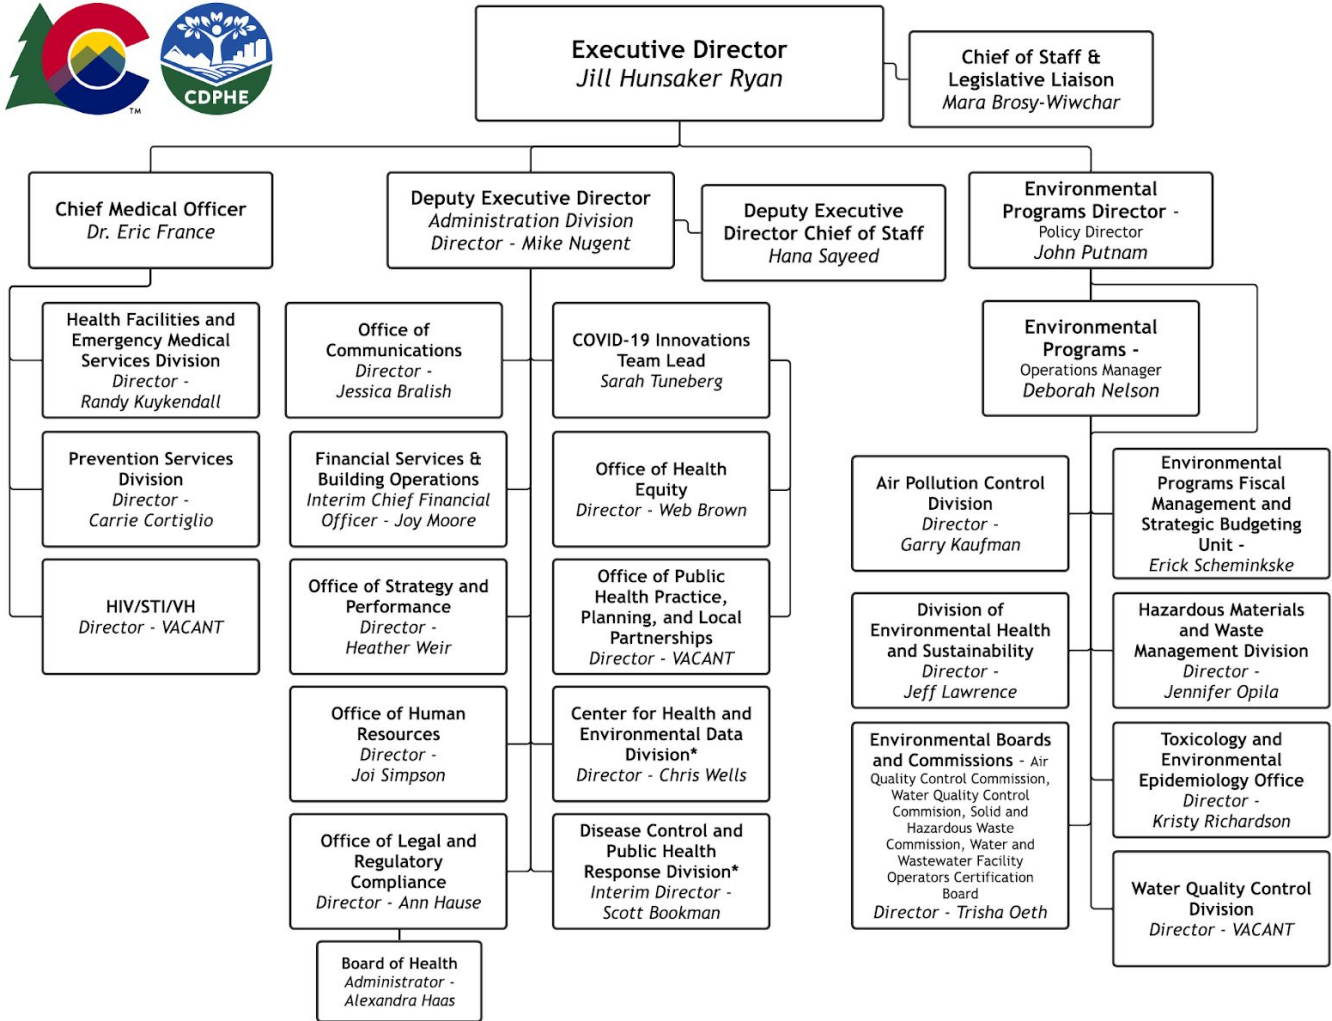 CDPHE
TM
Executive Director
Jill Hunsaker Ryan
Chief of Staff &
Legislative Liaison
Mara Brosy-Wiwchar
Chief Medical Officer
Dr. Eric France
Deputy Executive Director
Administration Division
Director - Mike Nugent
Deputy Executive
Director Chief of Staff
Hana Sayeed
Environmental
Programs Director -
Policy Director
John Putnam
Health Facilities and
Emergency Medical
Services Division
Director -
Randy Kuykendall
Prevention Services
Division
Director -
Carrie Cortiglio
HIV/STI/VH
Director - VACANT
Office of
Communications
Director -
Jessica Bralish
Financial Services &
Building Operations
Interim Chief Financial
Officer - Joy Moore
Office of Strategy and
Performance
Director -
Heather Weir
Office of Human
Resources
Director -
Joi Simpson
Office of Legal and
Regulatory
Compliance
Director - Ann Hause
Board of Health
Administrator -
Alexandra Haas
COVID-19 Innovations
Team Lead
Sarah Tuneberg
Office of Health
Equity
Director - Web Brown
Office of Public
Health Practice,
Planning, and Local
Partnerships
Director - VACANT
Center for Health and
Environmental Data
Division*
Director - Chris Wells
Disease Control and
Public Health
Response Division*
Interim Director -
Scott Bookman
Environmental
Programs -
Operations Manager
Deborah Nelson
Air Pollution Control
Division
Director -
Garry Kaufman
Division of
Environmental Health
and Sustainability
Director -
Jeff Lawrence
Environmental Boards
and Commissions - Air
Quality Control Commission,
Water Quality Control
Commision, Solid and
Hazardous Waste
Commission, Water and
Wastewater Facility
Operators Certification
Board
Director - Trisha Oeth
Environmental
Programs Fiscal
Management and
Strategic Budgeting
Unit -
Erick Scheminkske
Hazardous Materials
and Waste
Management Division
Director -
Jennifer Opila
Toxicology and
Environmental
Epidemiology Office
Director -
Kristy Richardson
Water Quality Control
Division
Director - VACANT